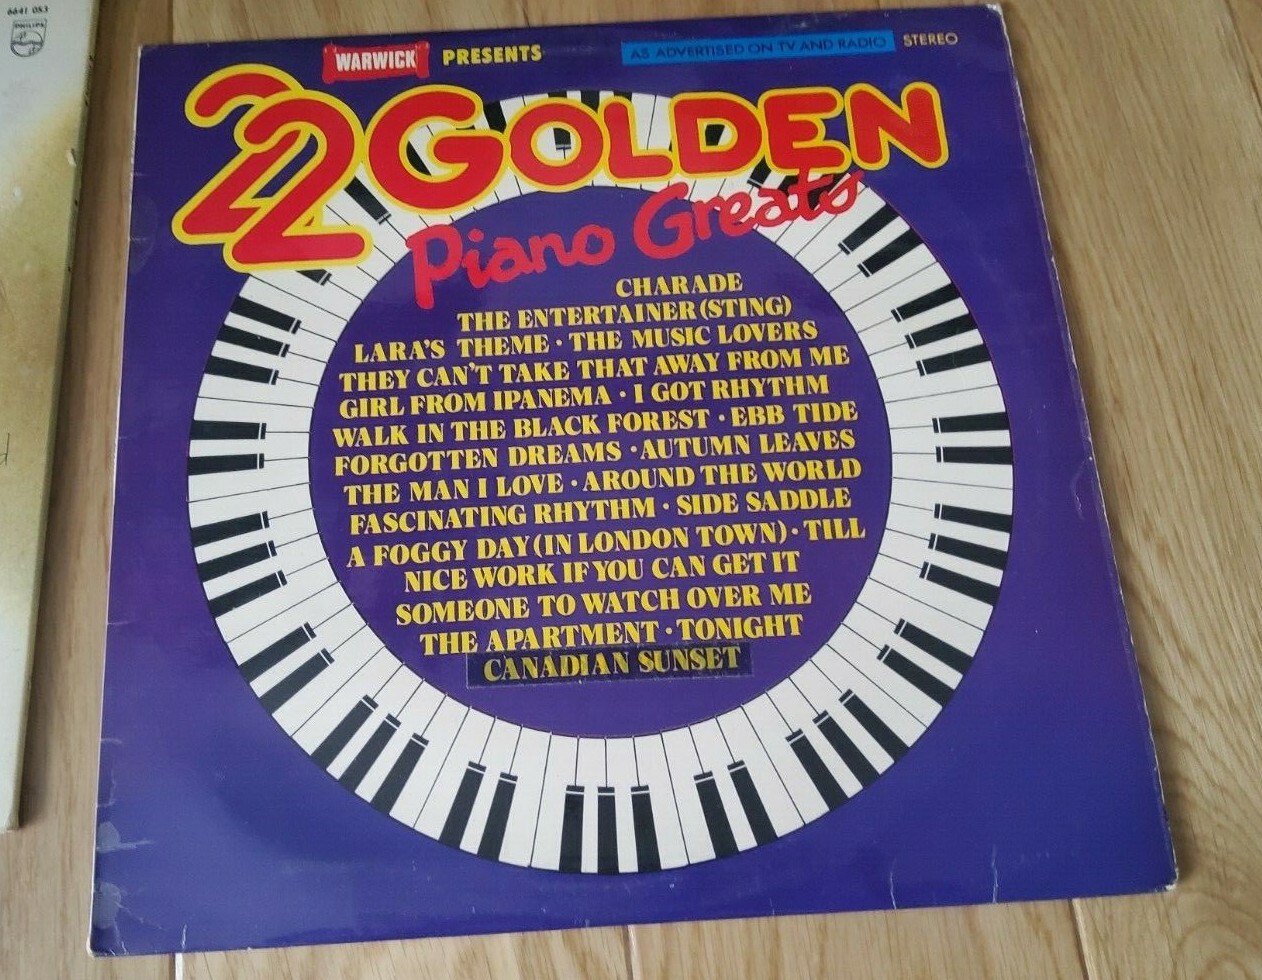 6641 053
PHILIPS
WARWICK PRESENTS
AS ADVERTISED ON TV AND RADIO STEREO
22 GOLDEN
Piano Greats
CHARADE
THE ENTERTAINER (STING)
LARA'S THEME · THE MUSIC LOVERS
THEY CAN'T TAKE THAT AWAY FROM ME
GIRL FROM IPANEMA · I GOT RHYTHM
WALK IN THE BLACK FOREST · EBB TIDE
FORGOTTEN DREAMS · AUTUMN LEAVES
THE MAN I LOVE · AROUND THE WORLD
FASCINATING RHYTHM · SIDE SADDLE
A FOGGY DAY (IN LONDON TOWN) · TILL
NICE WORK IF YOU CAN GET IT
SOMEONE TO WATCH OVER ME
THE APARTMENT · TONIGHT
CANADIAN SUNSET